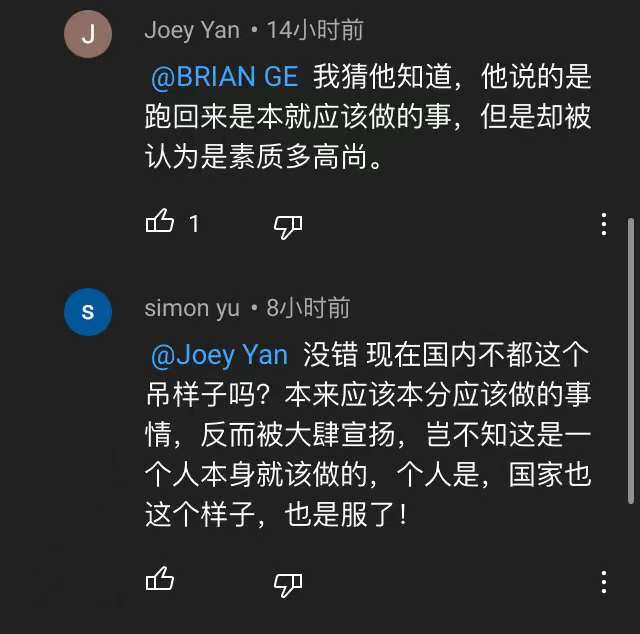 J
Joey Yan • 14小时前
@BRIAN GE 我猜他知道，他说的是
跑回来是本就应该做的事，但是却被
认为是素质多高尚。
1
S
simon yu • 8小时前
@Joey Yan 没错 现在国内不都这个
吊样子吗？本来应该本分应该做的事
情，反而被大肆宣扬，岂不知这是一
个人本身就该做的，个人是，国家也
这个样子，也是服了！